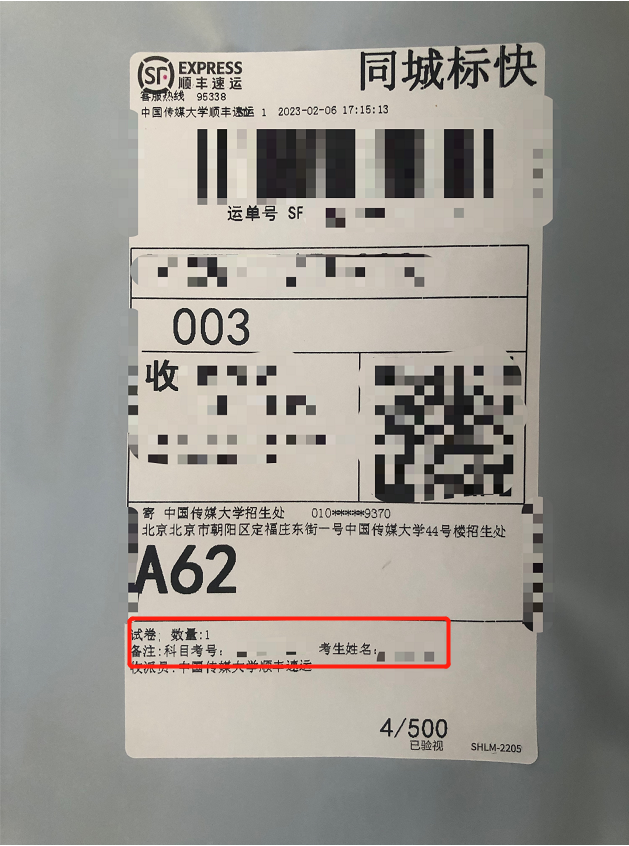 SF EXPRESS
顺丰速运
同城标快
客服热线 95338
中国传媒大学顺丰速运 1 2023-02-06 17:15:13
运单号 SF
003
收
寄 中国传媒大学招生处 010*****9370
北京北京市朝阳区定福庄东街一号中国传媒大学44号楼招生处
A62
试卷; 数量:1
备注:科目考号: 考生姓名:
收派员:中国传媒大学顺丰速运
4/500
已验视 SHLM-2205